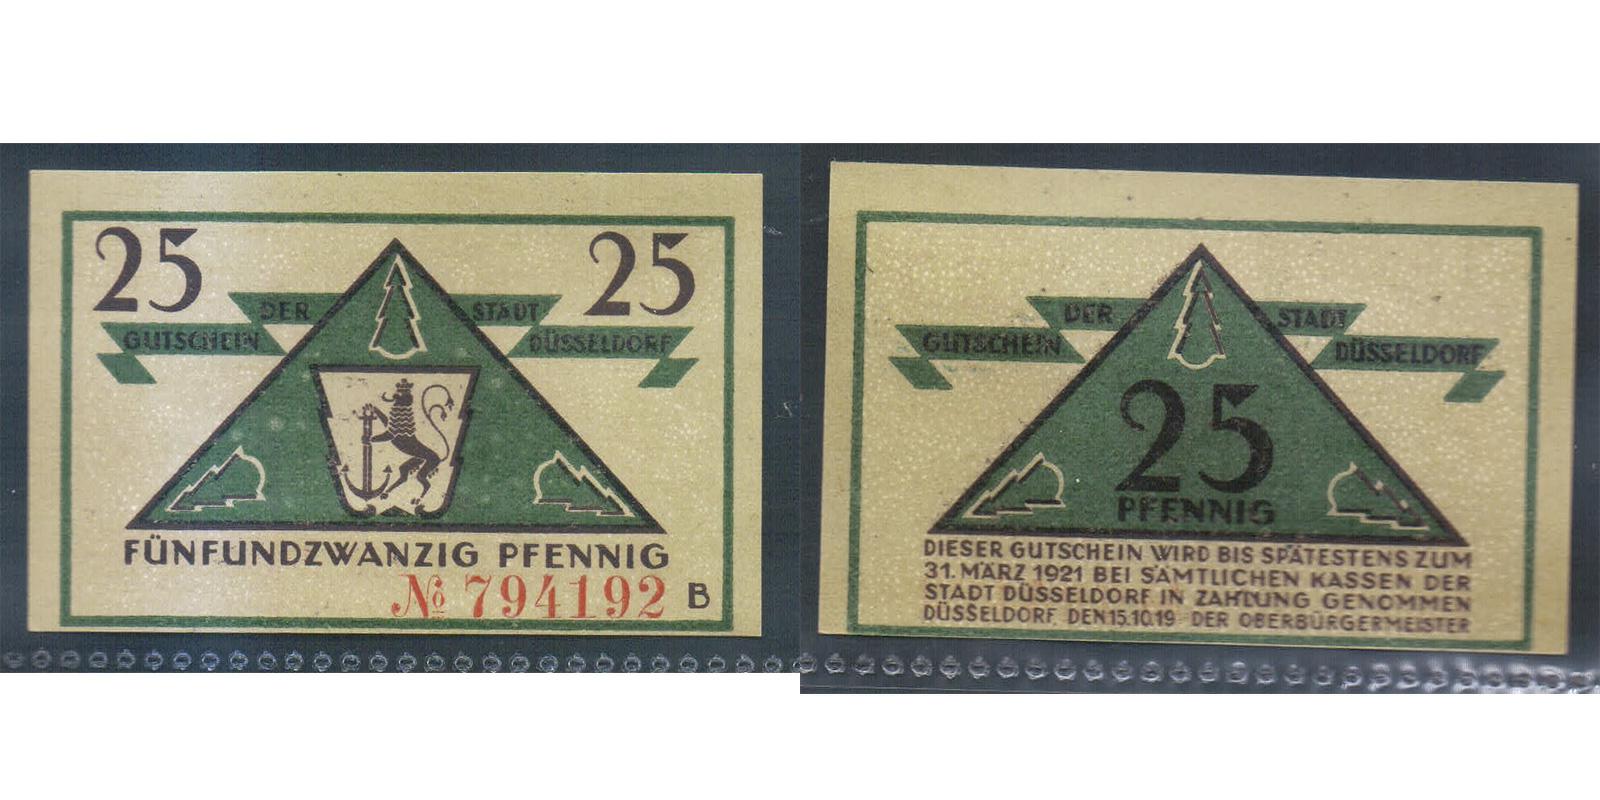 25 25
DER STADT
GUTSCHEIN DÜSSELDORF
FÜNFUNDZWANZIG PFENNIG
№ 794192 B
DER STADT
GUTSCHEIN DÜSSELDORF
25
PFENNIG
DIESER GUTSCHEIN WIRD BIS SPÄTESTENS ZUM
31. MÄRZ 1921 BEI SÄMTLICHEN KASSEN DER
STADT DÜSSELDORF IN ZAHLUNG GENOMMEN
DÜSSELDORF, DEN 15.10.19 DER OBERBÜRGERMEISTER